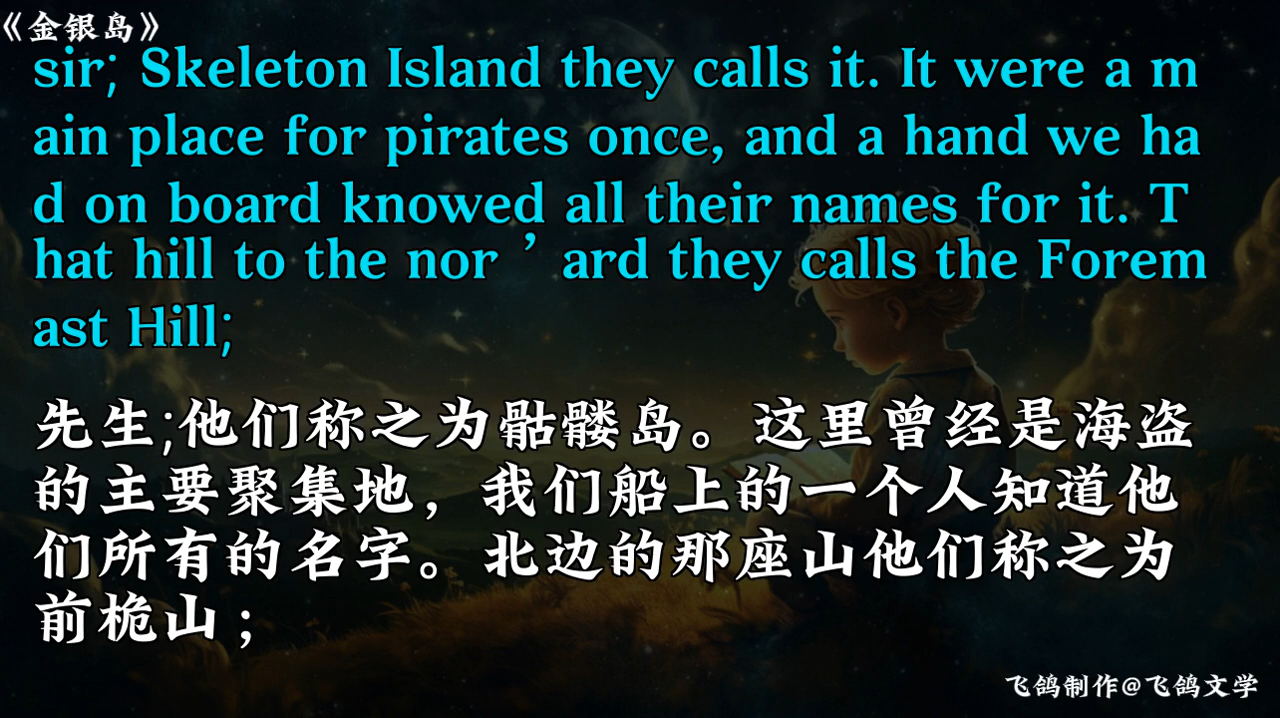 《金银岛》
sir; Skeleton Island they calls it. It were a m
ain place for pirates once, and a hand we ha
d on board knowed all their names for it. T
hat hill to the nor ’ ard they calls the Forem
ast Hill;
先生;他们称之为骷髅岛。这里曾经是海盗
的主要聚集地，我们船上的一个人知道他
们所有的名字。北边的那座山他们称之为
前桅山；
飞鸽制作@飞鸽文学